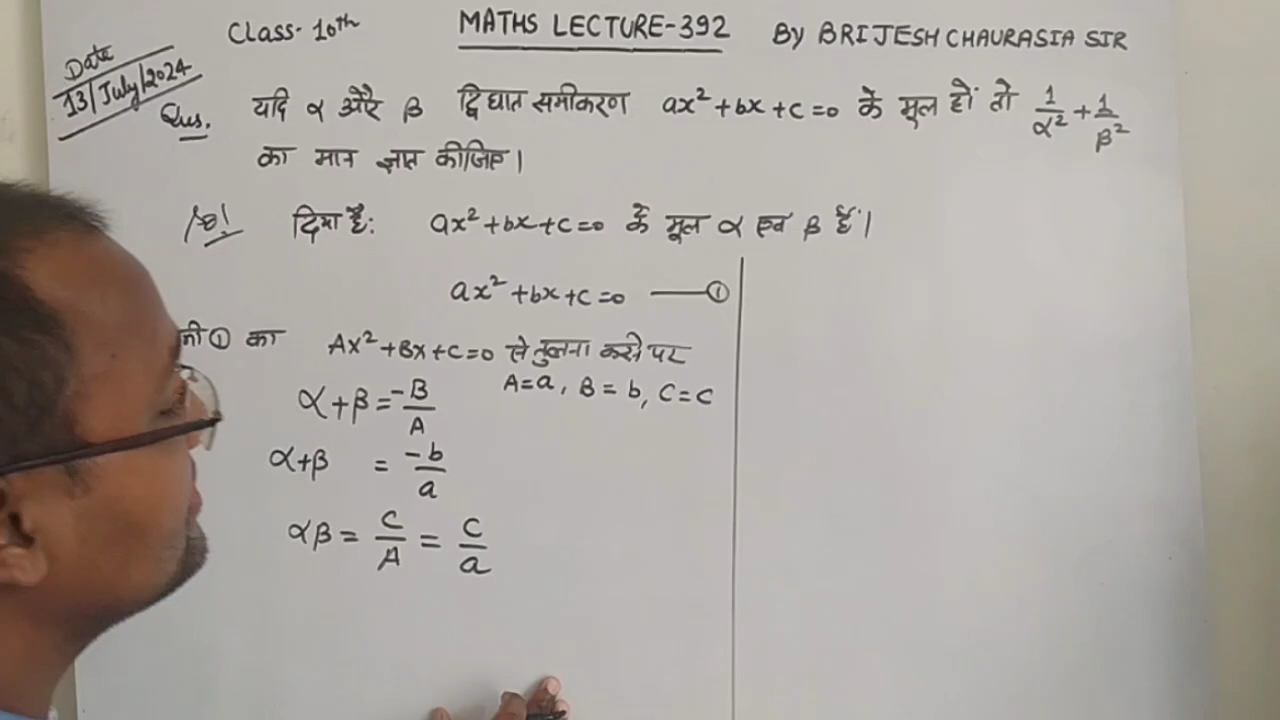 Class- 10th MATHS LECTURE-392 By BRIJESH CHAURASIA SIR
Date
13/July/2024
Qus. यदि α और β द्विघात समीकरण ax²+bx+c=0 के मूल हों तो 1/α² + 1/β²
का मान ज्ञात कीजिए।
दिया है: ax²+bx+c=0 के मूल α एवं β हैं।
ax²+bx+c=0 —— ①
① का Ax²+Bx+C=0 से तुलना करने पर
A=a, B=b, C=c
α+β = -B/A
α+β = -b/a
αβ = C/A = c/a